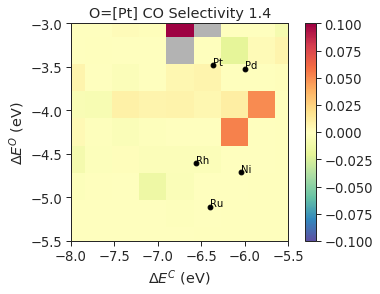 O=[Pt] CO Selectivity 1.4
−3.0
−3.5
−4.0
−4.5
−5.0
−5.5
ΔE^O (eV)
Pt
Pd
Rh
Ni
Ru
−8.0 −7.5 −7.0 −6.5 −6.0 −5.5
ΔE^C (eV)
0.100
0.075
0.050
0.025
0.000
−0.025
−0.050
−0.075
−0.100